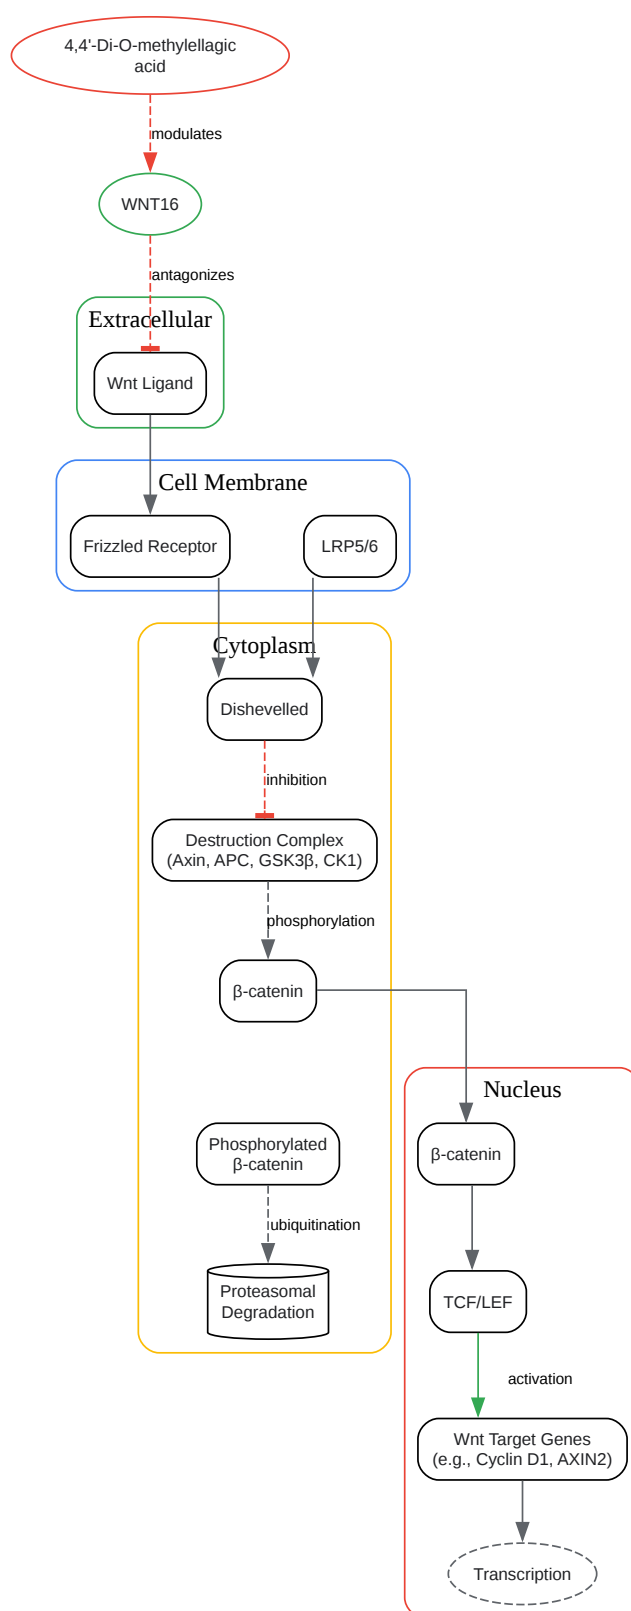 4,4'-Di-O-methylellagic
acid
modulates
WNT16
antagonizes
Extracellular
Wnt Ligand
Cell Membrane
Frizzled Receptor
LRP5/6
Cytoplasm
Dishevelled
inhibition
Destruction Complex
(Axin, APC, GSK3β, CK1)
phosphorylation
β-catenin
Nucleus
Phosphorylated
β-catenin
β-catenin
ubiquitination
Proteasomal
Degradation
TCF/LEF
activation
Wnt Target Genes
(e.g., Cyclin D1, AXIN2)
Transcription